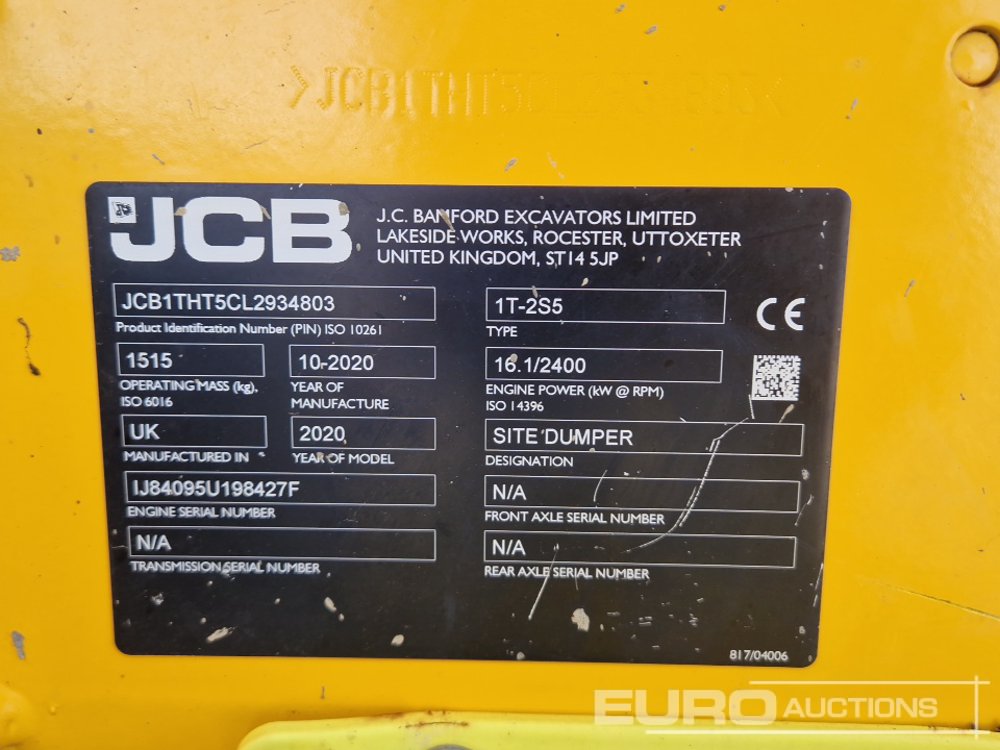 >JCB1THT5CL2934803<
JCB
J.C. BAMFORD EXCAVATORS LIMITED
LAKESIDE WORKS, ROCESTER, UTTOXETER
UNITED KINGDOM, ST14 5JP
JCB1THT5CL2934803
Product Identification Number (PIN) ISO 10261
1T-2S5
TYPE
CE
1515
OPERATING MASS (kg),
ISO 6016
10-2020
YEAR OF
MANUFACTURE
16.1/2400
ENGINE POWER (kW @ RPM)
ISO 14396
UK
MANUFACTURED IN
2020
YEAR OF MODEL
SITE DUMPER
DESIGNATION
IJ84095U198427F
ENGINE SERIAL NUMBER
N/A
FRONT AXLE SERIAL NUMBER
N/A
TRANSMISSION SERIAL NUMBER
N/A
REAR AXLE SERIAL NUMBER
817/04006
EURO AUCTIONS